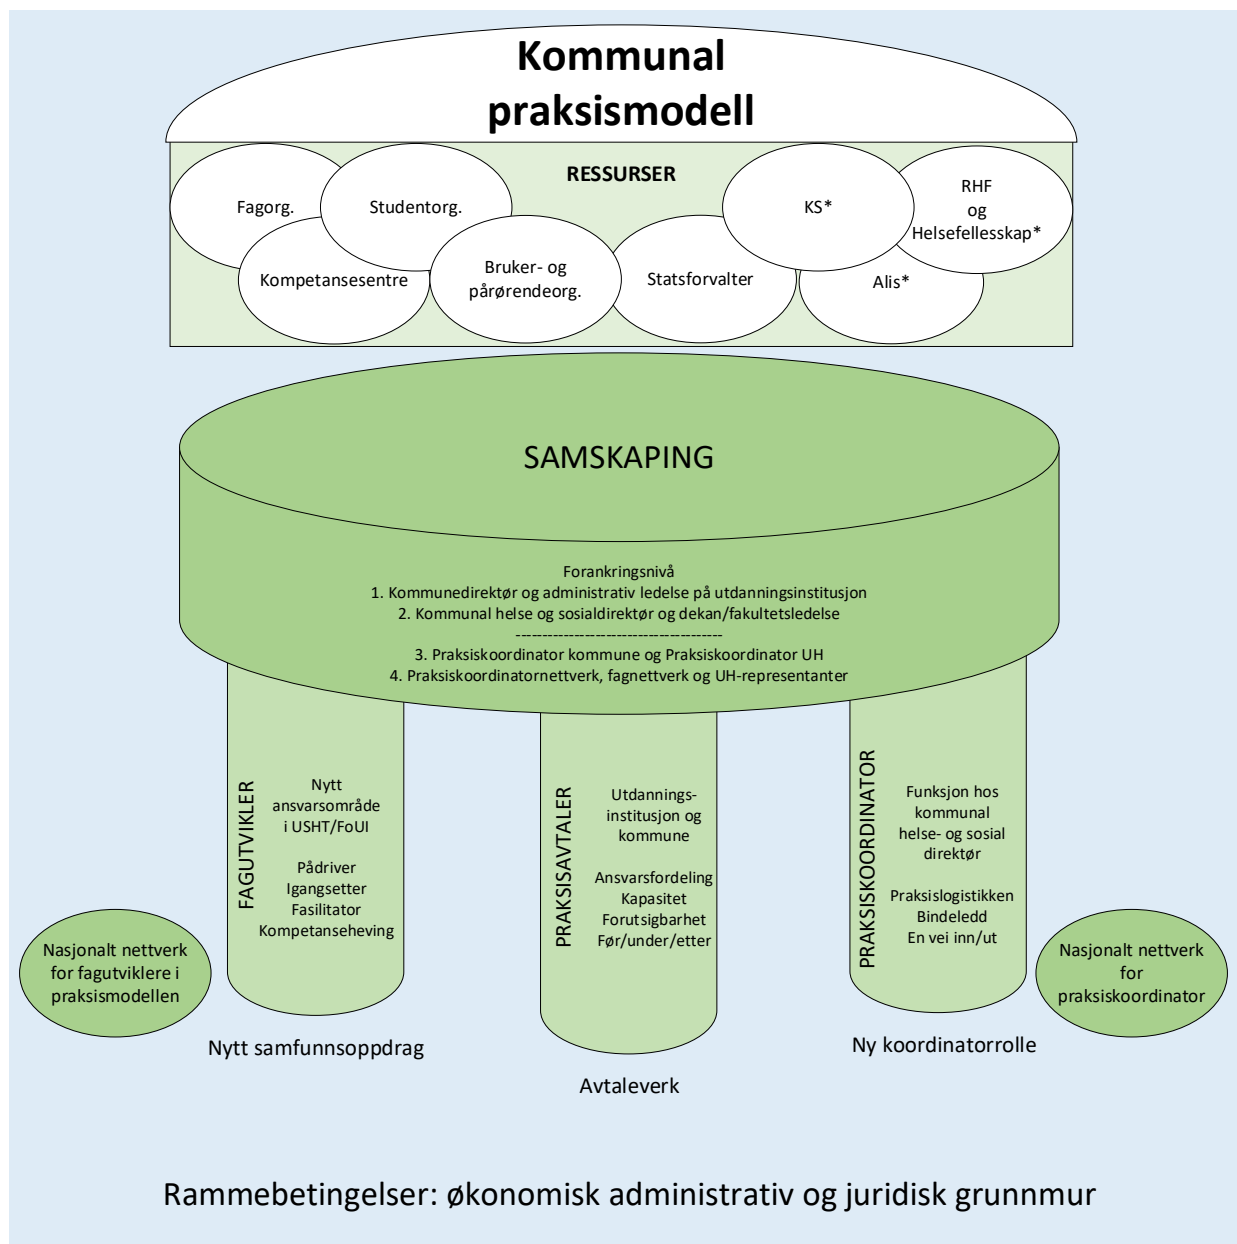 Kommunal
praksismodell
RESSURSER
Fagorg.
Studentorg.
KS*
RHF
og
Helsefellesskap*
Kompetansesentre
Bruker- og
pårørendeorg.
Statsforvalter
Alis*
SAMSKAPING
Forankringsnivå
1. Kommunedirektør og administrativ ledelse på utdanningsinstitusjon
2. Kommunal helse og sosialdirektør og dekan/fakultetsledelse
---------------------------------------
3. Praksiskoordinator kommune og Praksiskoordinator UH
4. Praksiskoordinatornettverk, fagnettverk og UH-representanter
FAGUTVIKLER
Nytt
ansvarsområde
i USHT/FoUI
Pådriver
Igangsetter
Fasilitator
Kompetanseheving
PRAKSISAVTALER
Utdannings-
institusjon og
kommune
Ansvarsfordeling
Kapasitet
Forutsigbarhet
Før/under/etter
PRAKSISKOORDINATOR
Funksjon hos
kommunal
helse- og sosial
direktør
Praksislogistikken
Bindeledd
En vei inn/ut
Nasjonalt nettverk
for fagutviklere i
praksismodellen
Nasjonalt nettverk
for
praksiskoordinator
Nytt samfunnsoppdrag
Avtaleverk
Ny koordinatorrolle
Rammebetingelser: økonomisk administrativ og juridisk grunnmur